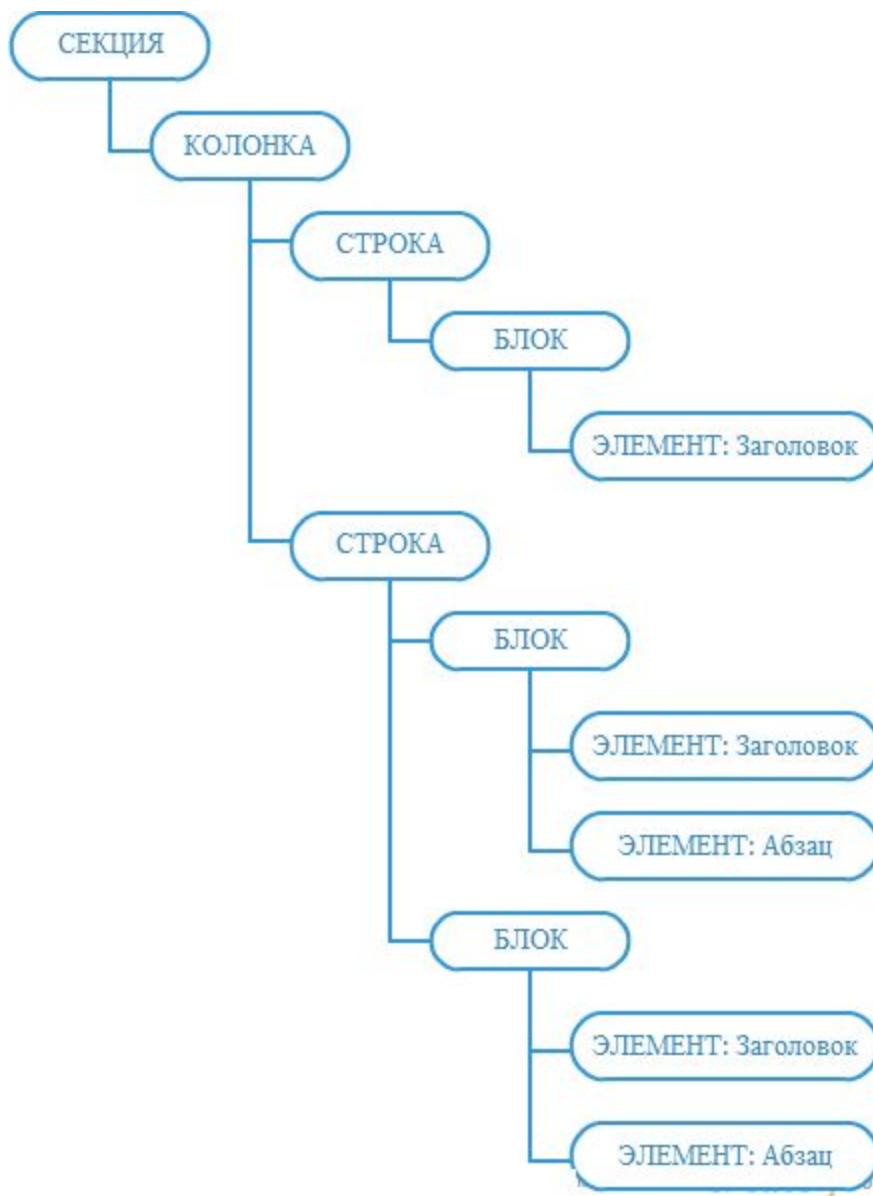 СЕКЦИЯ
КОЛОНКА
СТРОКА
БЛОК
ЭЛЕМЕНТ: Заголовок
СТРОКА
БЛОК
ЭЛЕМЕНТ: Заголовок
ЭЛЕМЕНТ: Абзац
БЛОК
ЭЛЕМЕНТ: Заголовок
ЭЛЕМЕНТ: Абзац